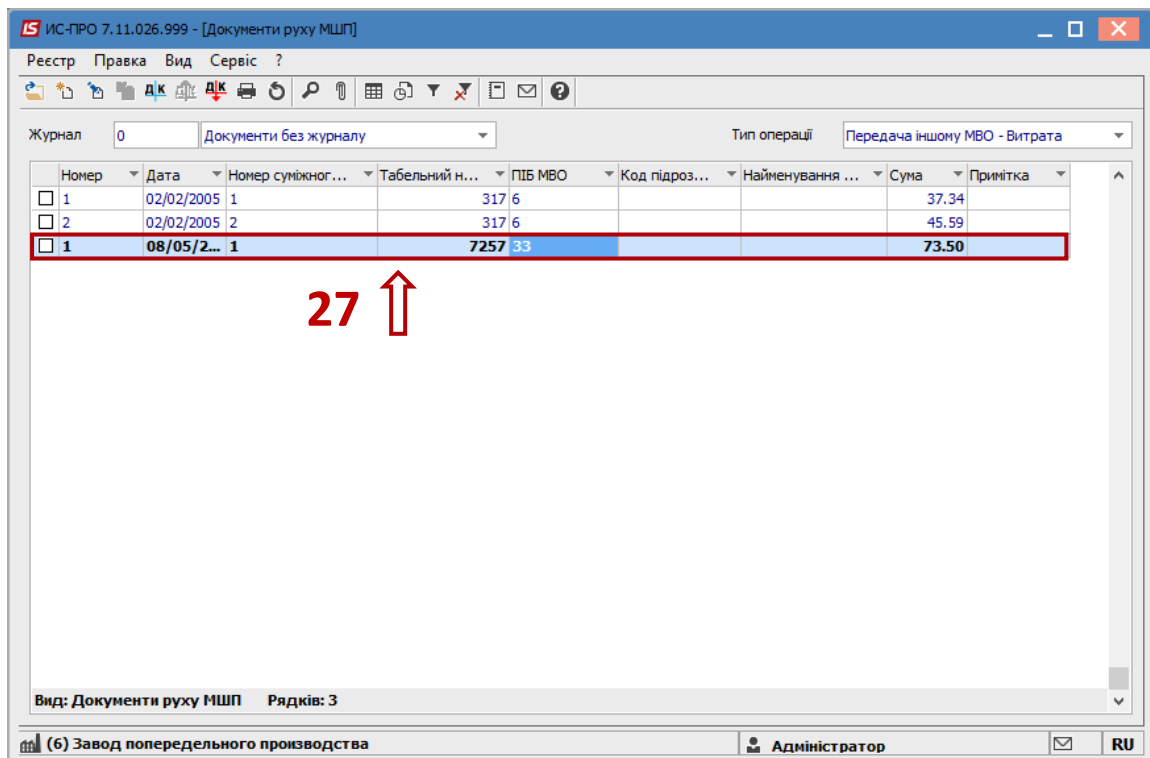 ИС-ПРО 7.11.026.999 - [Документи руху МШП]
Реєстр Правка Вид Сервіс ?
Журнал 0 Документи без журналу Тип операції Передача іншому МВО - Витрата
Номер Дата Номер суміжног... Табельний н... ПІБ МВО Код підроз... Найменування ... Сума Примітка
1 02/02/2005 1 317 6 37.34
2 02/02/2005 2 317 6 45.59
1 08/05/2... 1 7257 33 73.50
27
Вид: Документи руху МШП Рядків: 3
(6) Завод попередельного производства Адміністратор RU